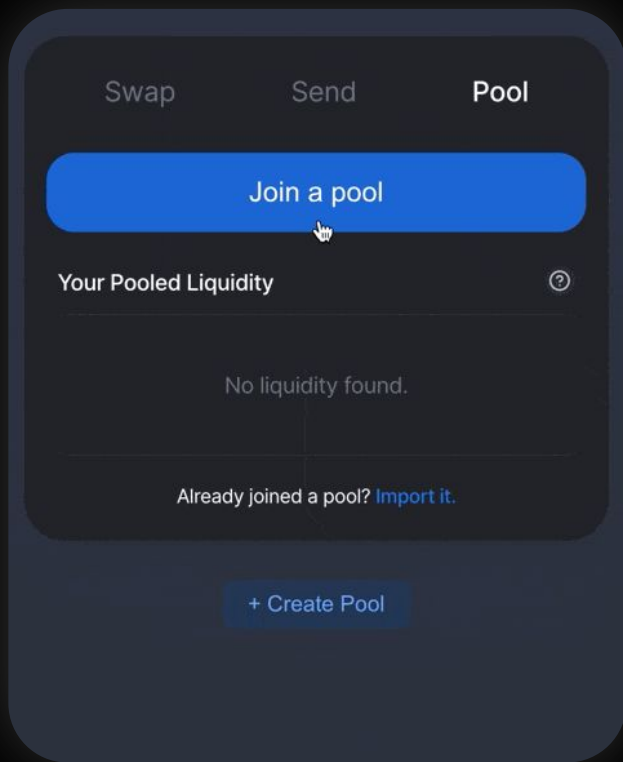 Swap Send Pool
Join a pool
Your Pooled Liquidity ?
No liquidity found.
Already joined a pool? Import it.
+ Create Pool